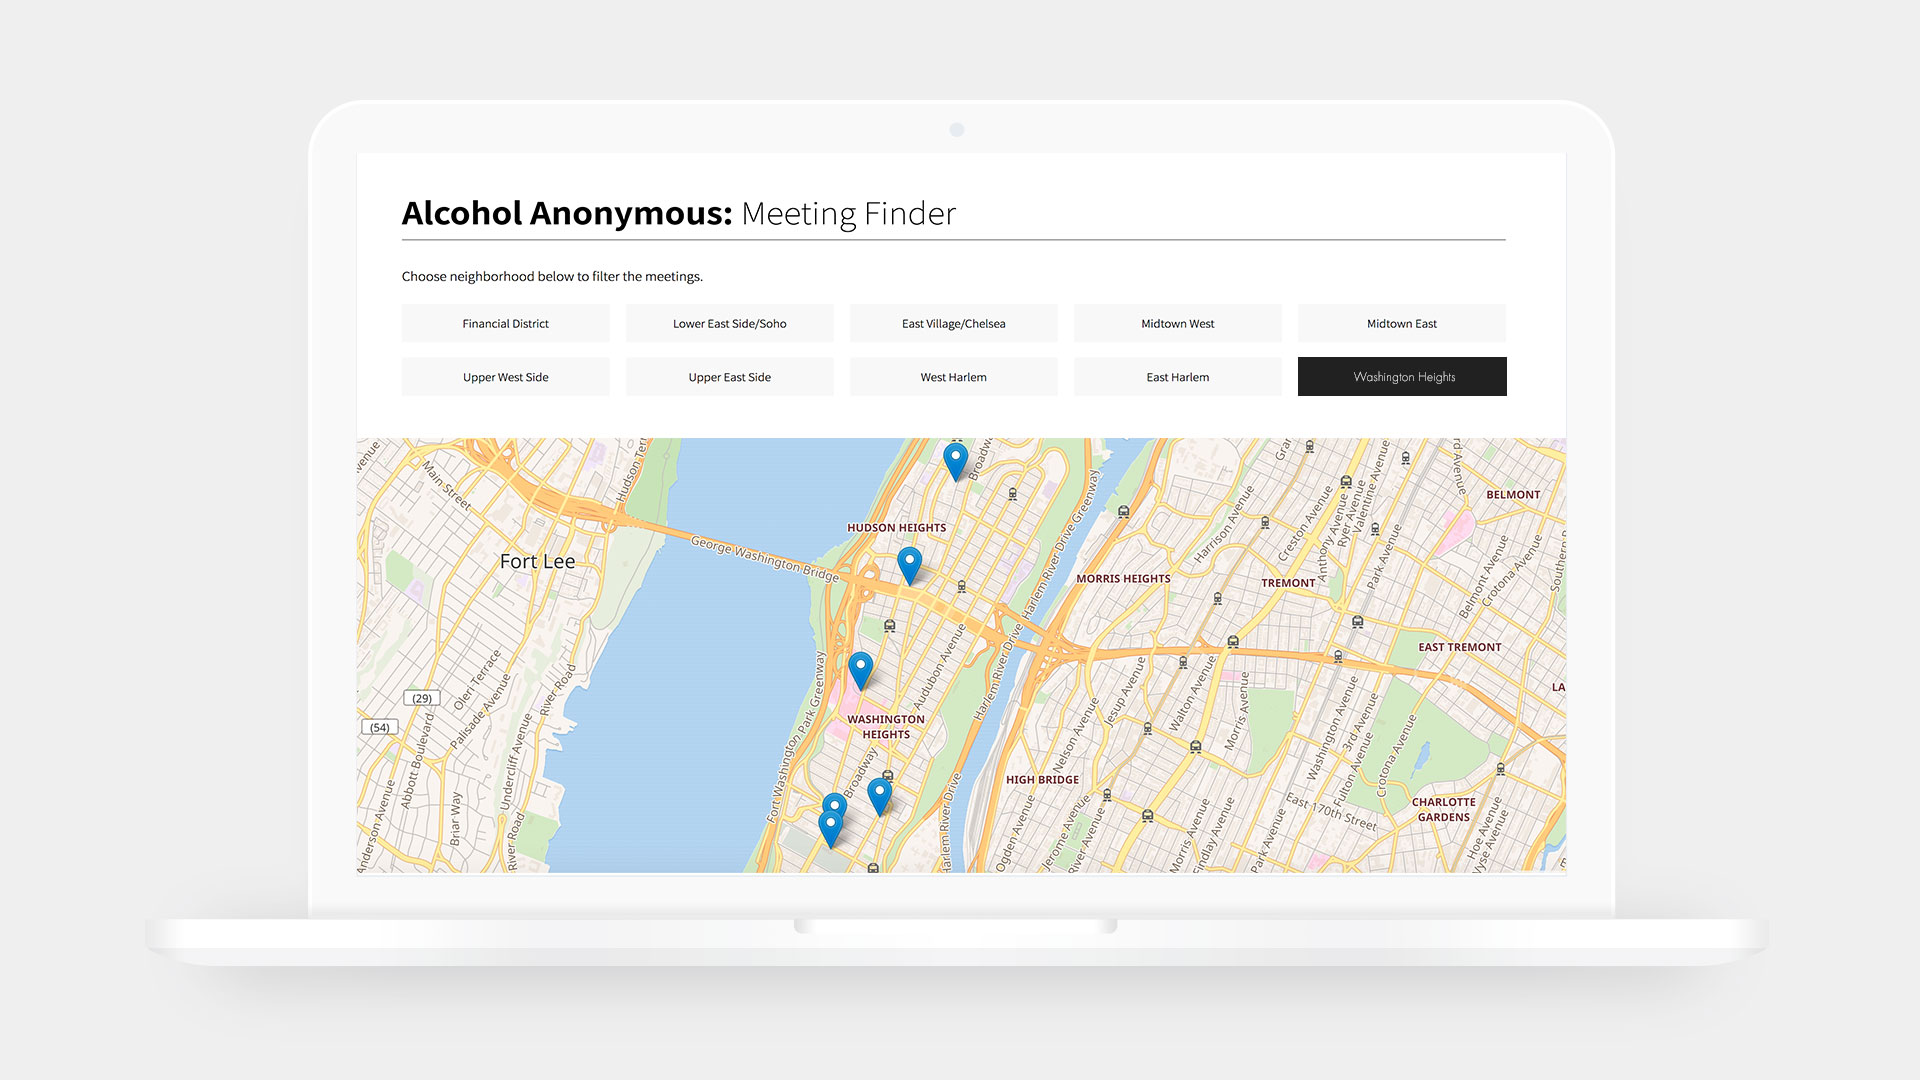 Alcohol Anonymous: Meeting Finder
Choose neighborhood below to filter the meetings.
Financial District
Lower East Side/Soho
East Village/Chelsea
Midtown West
Midtown East
Upper West Side
Upper East Side
West Harlem
East Harlem
Washington Heights
Main Street
Hudson Terr
Broadw
HUDSON HEIGHTS
George Washington Bridge
Fort Lee
Harlem River Drive Greenway
Harrison Avenue
Creston Avenue
Anthony Avenue
Ryer Avenue
Valentine Avenue
BELMONT
MORRIS HEIGHTS
TREMONT
Park Avenue
Belmont Avenue
Crotona Avenue
Southern
EAST TREMONT
LA
(29)
(54)
Oleri Terrace
Palisade Avenue
River Road
Abbott Boulevard
Undercliff Avenue
Briar Way
River Road
Anderson Avenue
Fort Washington Park Greenway
Audubon Avenue
Harlem River Drive
WASHINGTON
HEIGHTS
Broadway
Harlem River Drive
HIGH BRIDGE
Nelson Avenue
Jesup Avenue
Walton Avenue
Morris Avenue
Washington Avenue
3rd Avenue
Fulton Avenue
Crotona Avenue
East 170th Street
CHARLOTTE
GARDENS
Ogden Avenue
Jerome Avenue
River Avenue
Morris Avenue
Findlay Avenue
Park Avenue
Hoe Avenue
Vyse Avenue